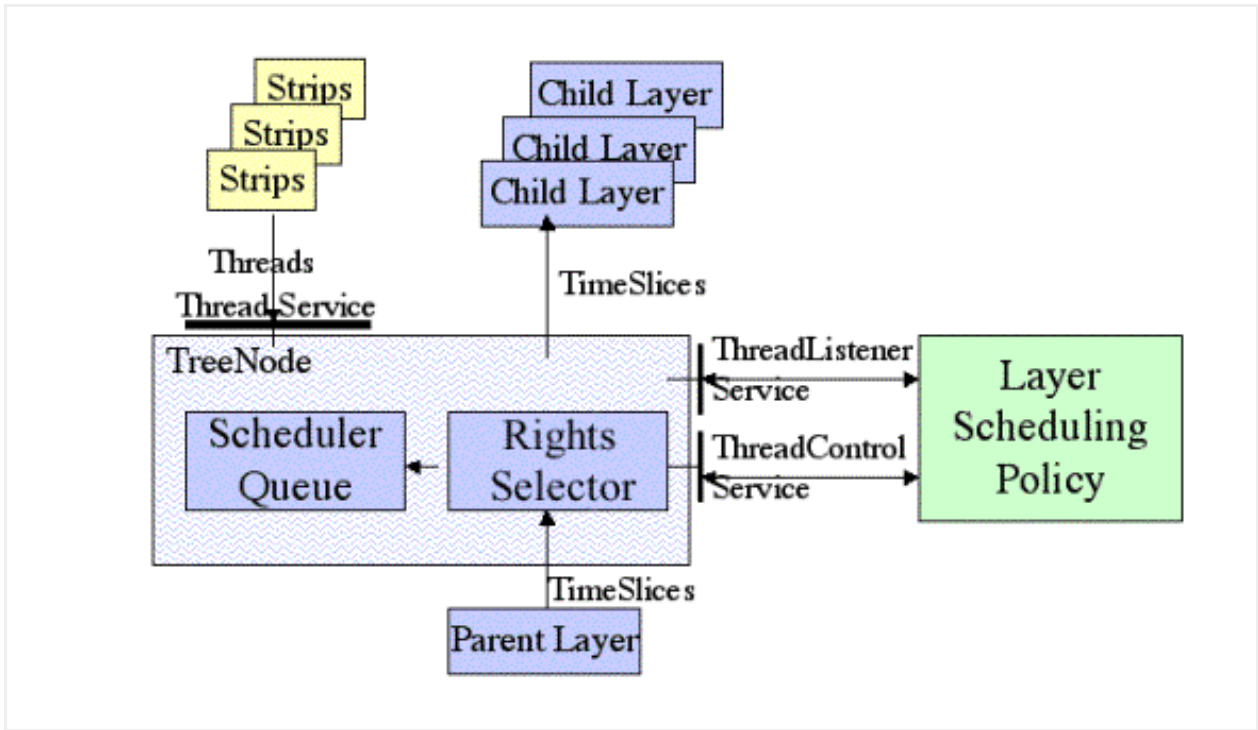 Strips
Strips
Strips
Child Layer
Child Layer
Child Layer
Threads
Thread Service
TimeSlices
TreeNode
Scheduler
Queue
Rights
Selector
ThreadListener
Service
ThreadControl
Service
Layer
Scheduling
Policy
TimeSlices
Parent Layer